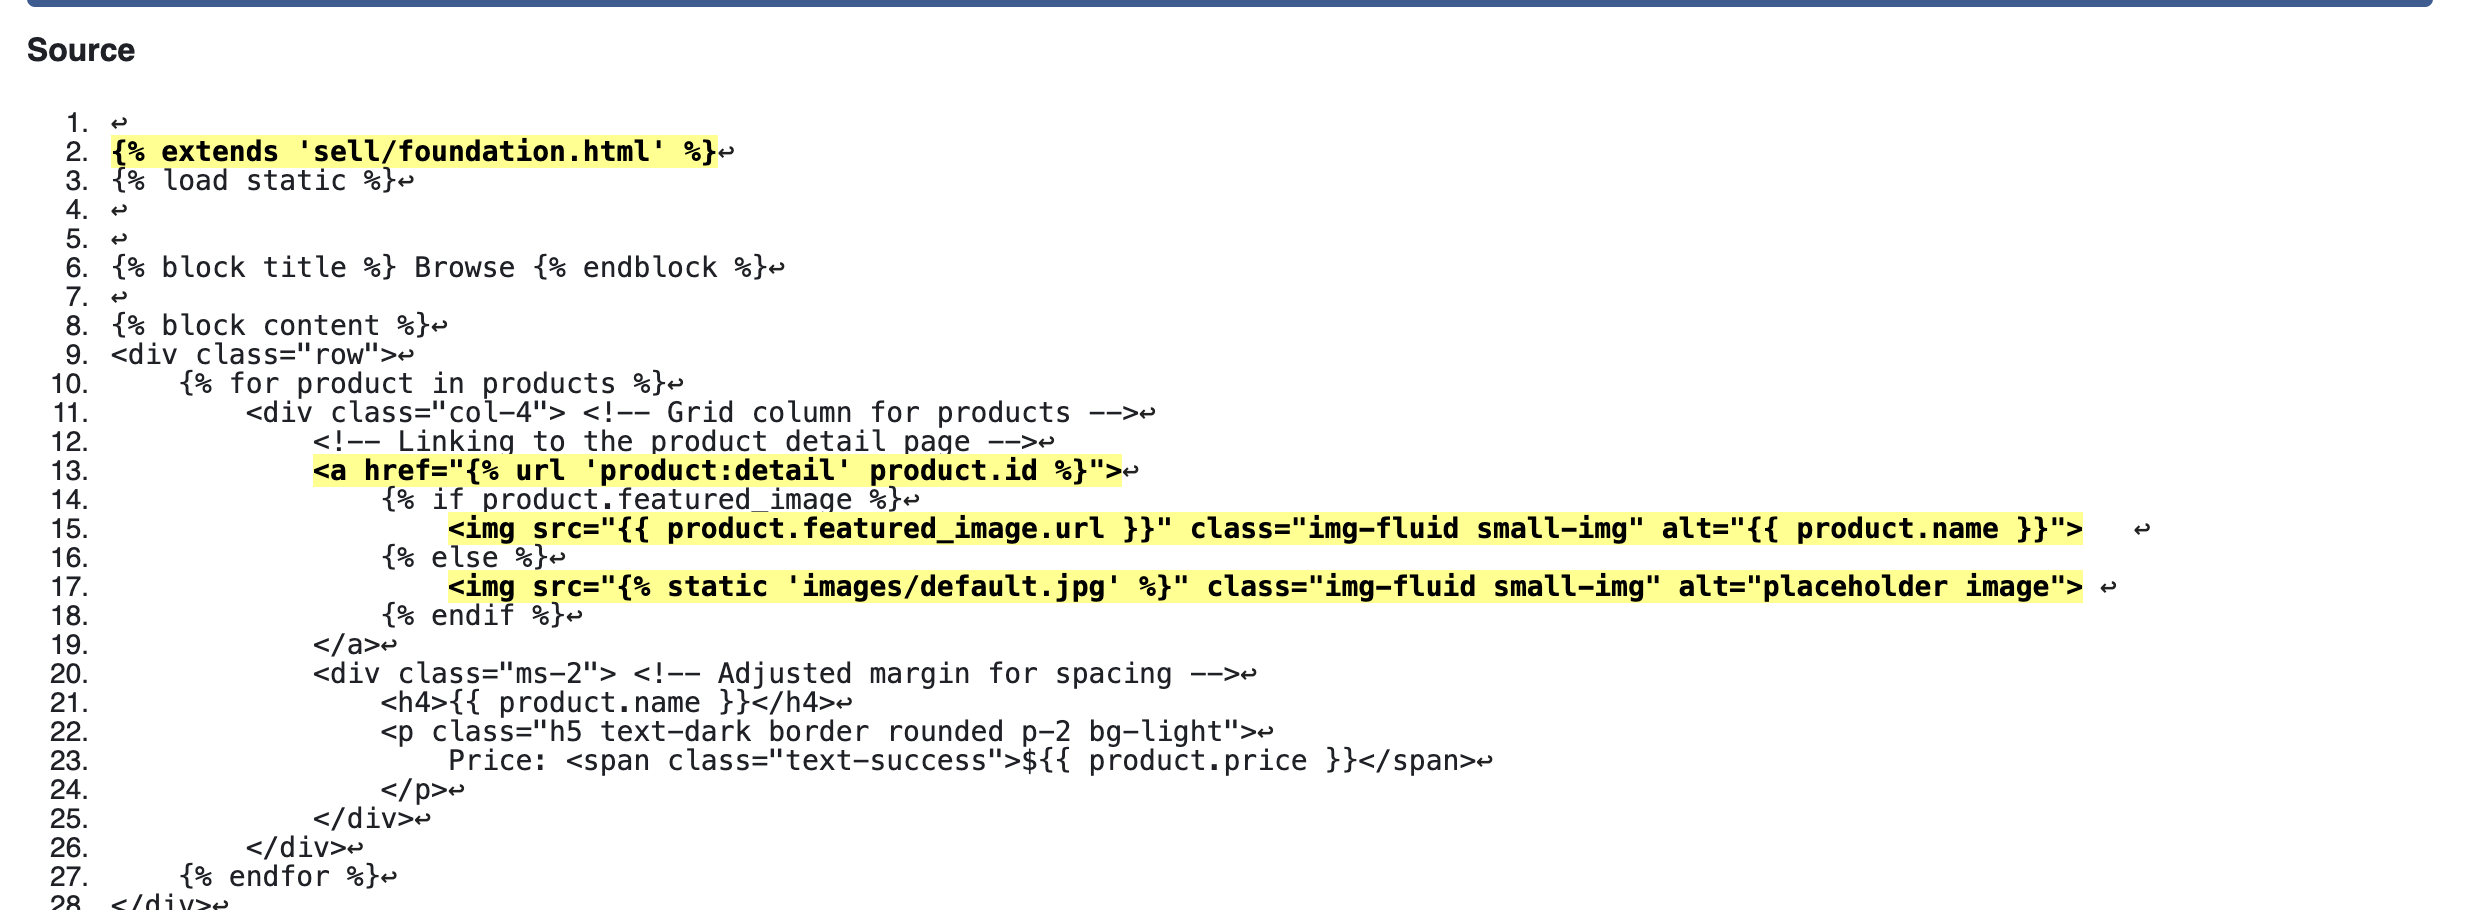 Source
1. ↩
2. {% extends 'sell/foundation.html' %}↩
3. {% load static %}↩
4. ↩
5. ↩
6. {% block title %} Browse {% endblock %}↩
7. ↩
8. {% block content %}↩
9. <div class="row">↩
10.     {% for product in products %}↩
11.         <div class="col-4"> <!-- Grid column for products -->↩
12.             <!-- Linking to the product detail page -->↩
13.             <a href="{% url 'product:detail' product.id %}">↩
14.                 {% if product.featured_image %}↩
15.                     <img src="{{ product.featured_image.url }}" class="img-fluid small-img" alt="{{ product.name }}">   ↩
16.                 {% else %}↩
17.                     <img src="{% static 'images/default.jpg' %}" class="img-fluid small-img" alt="placeholder image"> ↩
18.                 {% endif %}↩
19.             </a>↩
20.             <div class="ms-2"> <!-- Adjusted margin for spacing -->↩
21.                 <h4>{{ product.name }}</h4>↩
22.                 <p class="h5 text-dark border rounded p-2 bg-light">↩
23.                     Price: <span class="text-success">${{ product.price }}</span>↩
24.                 </p>↩
25.             </div>↩
26.         </div>↩
27.     {% endfor %}↩
28. </div>↩